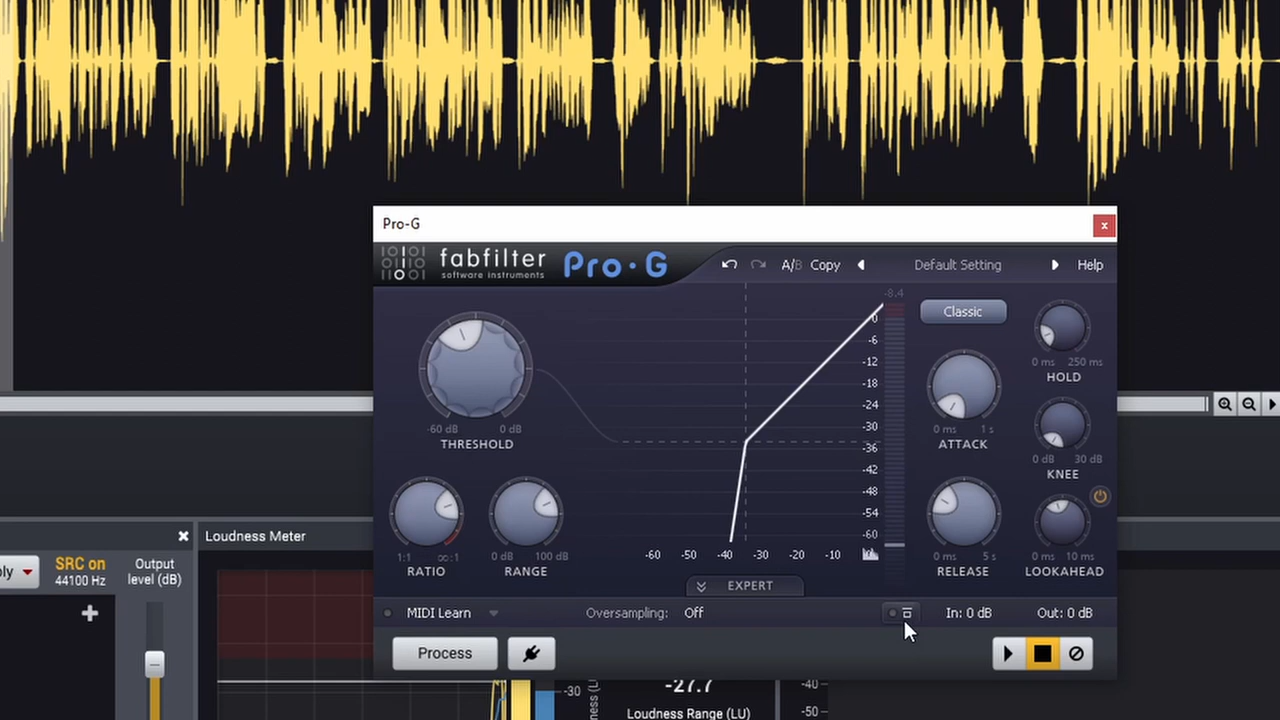 Pro-G
x
fabfilter
software instruments
Pro·G
A/B Copy
Default Setting
Help
-8.4
Classic
0
-6
-12
-18
-24
-30
-36
-42
-48
-54
-60
-60 dB 0 dB
THRESHOLD
0 ms 250 ms
HOLD
0 ms 1 s
ATTACK
0 dB 30 dB
KNEE
1:1 ∞:1
RATIO
0 dB 100 dB
RANGE
-60 -50 -40 -30 -20 -10
0 ms 5 s
RELEASE
0 ms 10 ms
LOOKAHEAD
EXPERT
MIDI Learn
Oversampling: Off
In: 0 dB
Out: 0 dB
Process
Loudness Meter
SRC on
44100 Hz
Output
level (dB)
-30
-27.7
Loudness Range (LU)
-40
-50